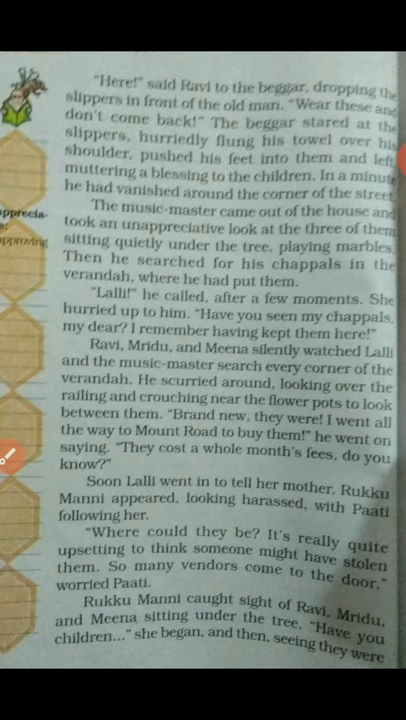 "Here!" said Ravi to the beggar, dropping the
slippers in front of the old man. "Wear these and
don't come back!" The beggar stared at the
slippers, hurriedly flung his towel over his
shoulder, pushed his feet into them and left
muttering a blessing to the children. In a minute
he had vanished around the corner of the street
The music-master came out of the house and
took an unappreciative look at the three of them
sitting quietly under the tree, playing marbles.
Then he searched for his chappals in the
verandah, where he had put them.
"Lalli!" he called, after a few moments. She
hurried up to him. "Have you seen my chappals,
my dear? I remember having kept them here!"
Ravi, Mridu, and Meena silently watched Lalli
and the music-master search every corner of the
verandah. He scurried around, looking over the
railing and crouching near the flower pots to look
between them. "Brand new, they were! I went all
the way to Mount Road to buy them!" he went on
saying. "They cost a whole month's fees, do you
know?"
Soon Lalli went in to tell her mother. Rukku
Manni appeared, looking harassed, with Paati
following her.
"Where could they be? It's really quite
upsetting to think someone might have stolen
them. So many vendors come to the door,"
worried Paati.
Rukku Manni caught sight of Ravi, Mridu,
and Meena sitting under the tree. "Have you
children..." she began, and then, seeing they were
pprecia-
pproving